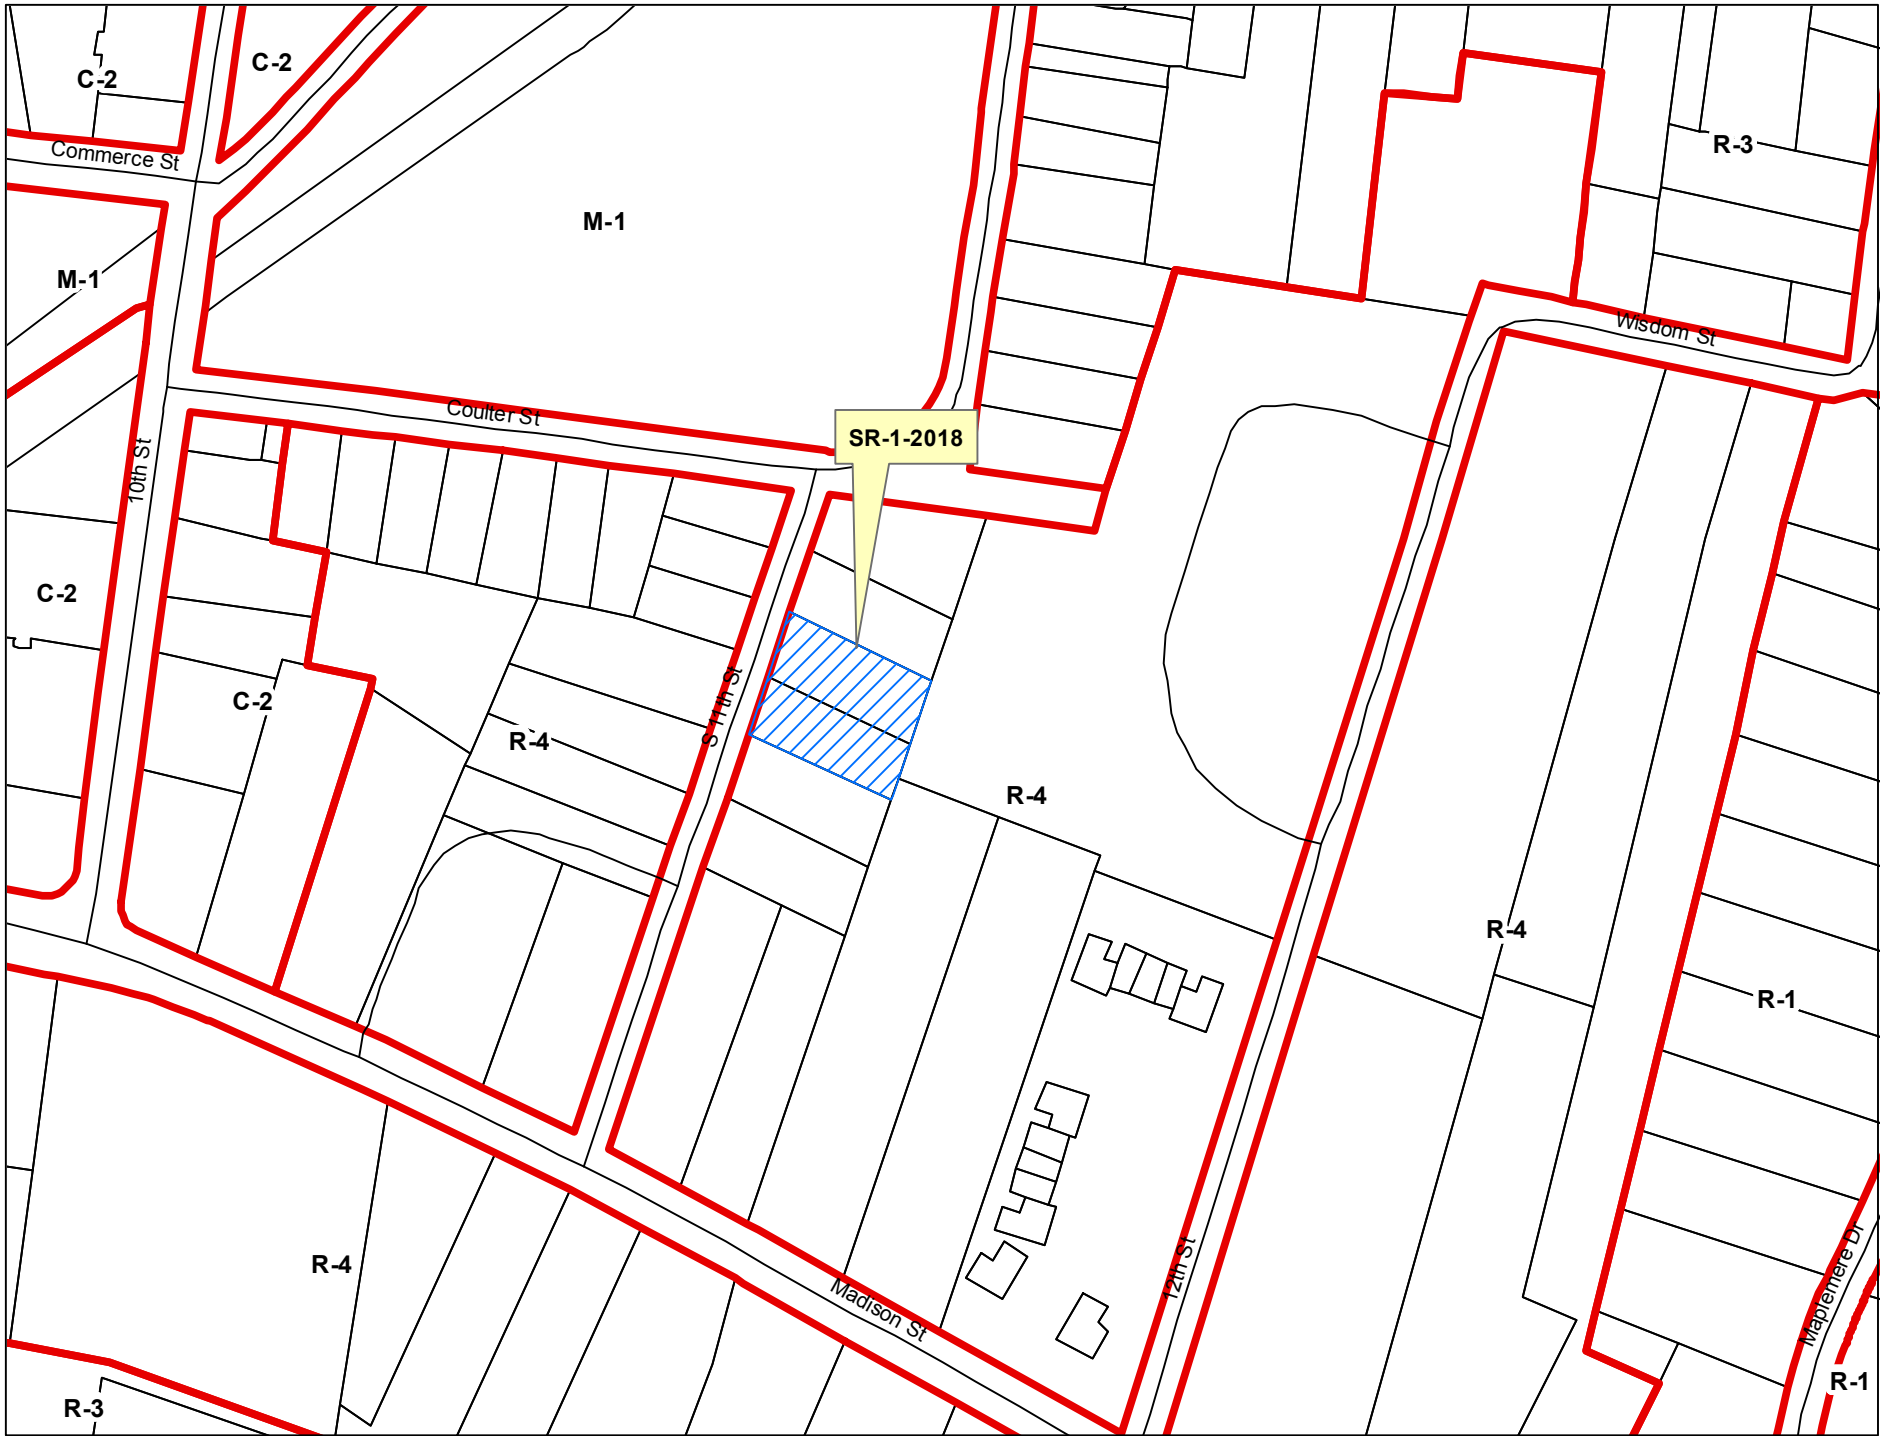 C-2
C-2
R-3
Commerce St
M-1
M-1
Wisdom St
Coulter St
SR-1-2018
10th St
C-2
C-2
S 11th St
R-4
R-4
R-4
R-1
R-4
12th St
Maplemere Dr
Madison St
R-1
R-3